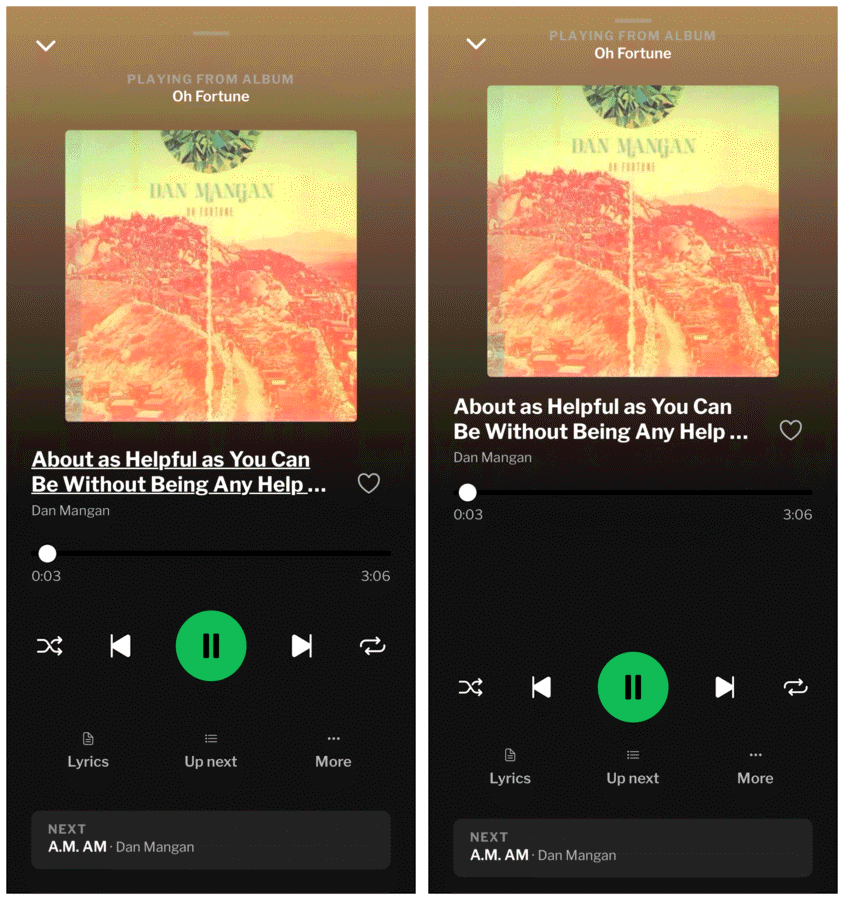 PLAYING FROM ALBUM
Oh Fortune
DAN MANGAN
OH FORTUNE
About as Helpful as You Can
Be Without Being Any Help ...
Dan Mangan
0:03 3:06
Lyrics Up next More
NEXT
A.M. AM · Dan Mangan
PLAYING FROM ALBUM
Oh Fortune
DAN MANGAN
OH FORTUNE
About as Helpful as You Can
Be Without Being Any Help ...
Dan Mangan
0:03 3:06
Lyrics Up next More
NEXT
A.M. AM · Dan Mangan